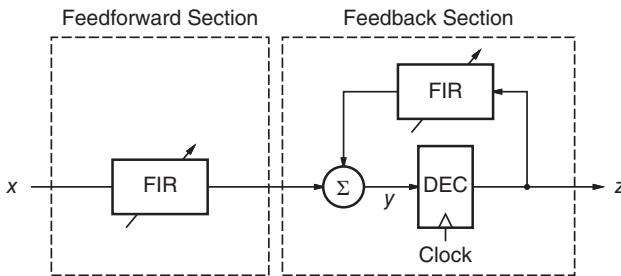 Feedforward Section
Feedback Section
FIR
x
FIR
Σ
y
DEC
z
Clock